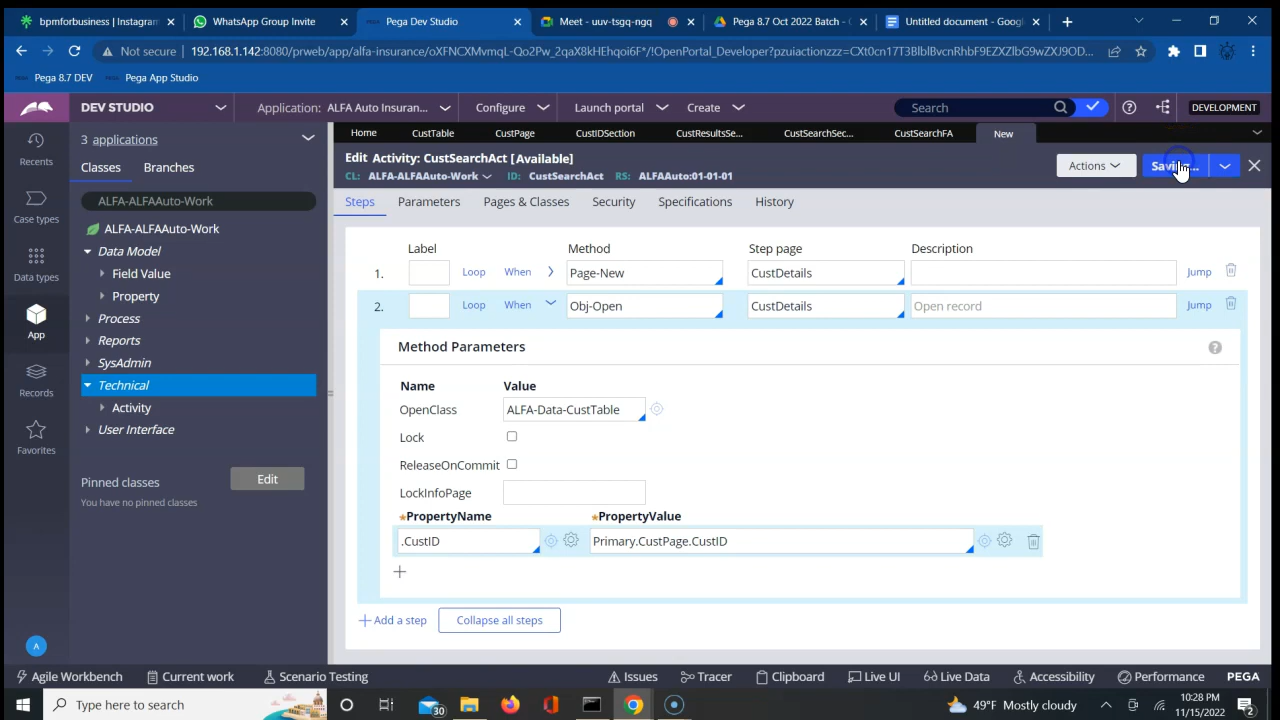 bpmforbusiness | Instagram
WhatsApp Group Invite
Pega Dev Studio
Meet - uuv-tsgq-ngq
Pega 8.7 Oct 2022 Batch -
Untitled document - Google
Not secure | 192.168.1.142:8080/prweb/app/alfa-insurance/oXFNCXMvmqL-Qo2Pw_2qaX8kHEhqoi6F*/!OpenPortal_Developer?pzuiactionzzz=CXt0cn17T3BlblBvcnRhbF9EZXZlbG9wZXJ9OD...
Pega 8.7 DEV
Pega App Studio
DEV STUDIO
Application: ALFA Auto Insuran...
Configure
Launch portal
Create
Search
DEVELOPMENT
Recents
Case types
Data types
App
Records
Favorites
A
3 applications
Classes
Branches
ALFA-ALFAAuto-Work
ALFA-ALFAAuto-Work
Data Model
Field Value
Property
Process
Reports
SysAdmin
Technical
Activity
User Interface
Pinned classes
Edit
You have no pinned classes
Home
CustTable
CustPage
CustIDSection
CustResultsSe...
CustSearchSec...
CustSearchFA
New
Edit Activity: CustSearchAct [Available]
CL: ALFA-ALFAAuto-Work
ID: CustSearchAct
RS: ALFAAuto:01-01-01
Actions
Saving...
Steps
Parameters
Pages & Classes
Security
Specifications
History
Label
Method
Step page
Description
1.
Loop
When
Page-New
CustDetails
Jump
2.
Loop
When
Obj-Open
CustDetails
Open record
Jump
Method Parameters
Name
Value
OpenClass
ALFA-Data-CustTable
Lock
ReleaseOnCommit
LockInfoPage
*PropertyName
*PropertyValue
.CustID
Primary.CustPage.CustID
+ Add a step
Collapse all steps
Agile Workbench
Current work
Scenario Testing
Issues
Tracer
Clipboard
Live UI
Live Data
Accessibility
Performance
PEGA
Type here to search
30
49°F Mostly cloudy
10:28 PM
11/15/2022
2